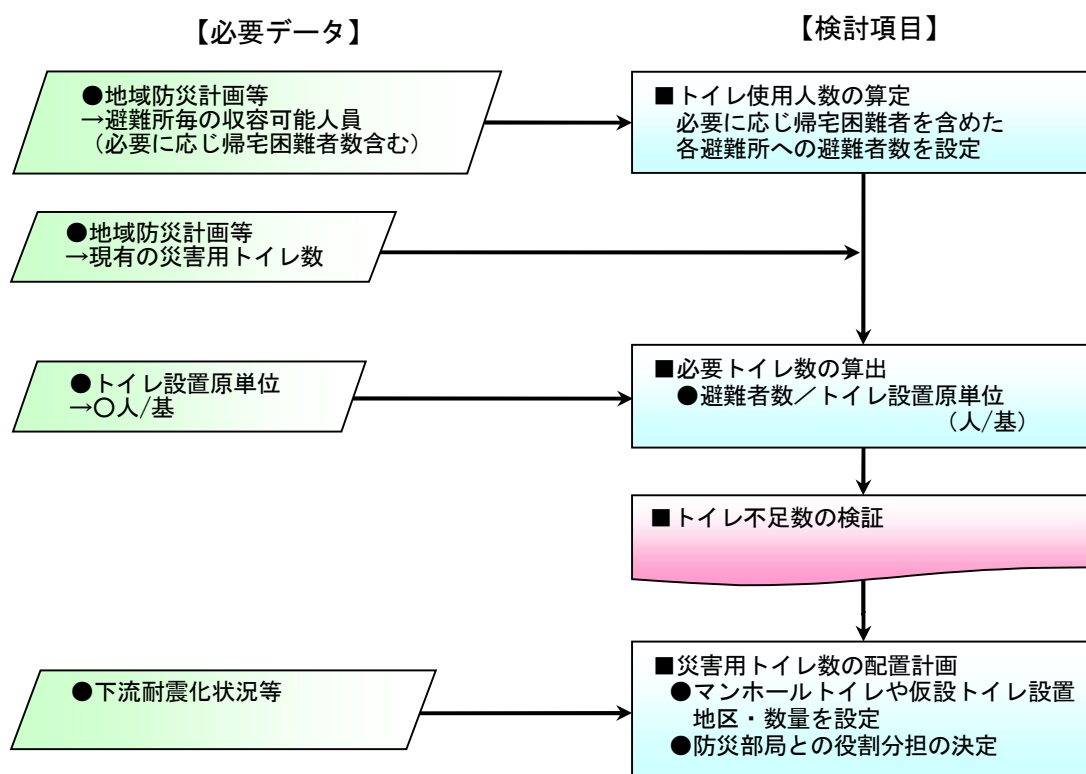 【必要データ】
【検討項目】
●地域防災計画等
→避難所毎の収容可能人員
（必要に応じ帰宅困難者数含む）
■トイレ使用人数の算定
必要に応じ帰宅困難者を含めた
各避難所への避難者数を設定
●地域防災計画等
→現有の災害用トイレ数
●トイレ設置原単位
→〇人/基
■必要トイレ数の算出
●避難者数／トイレ設置原単位
（人/基）
■トイレ不足数の検証
●下流耐震化状況等
■災害用トイレ数の配置計画
●マンホールトイレや仮設トイレ設置
地区・数量を設定
●防災部局との役割分担の決定